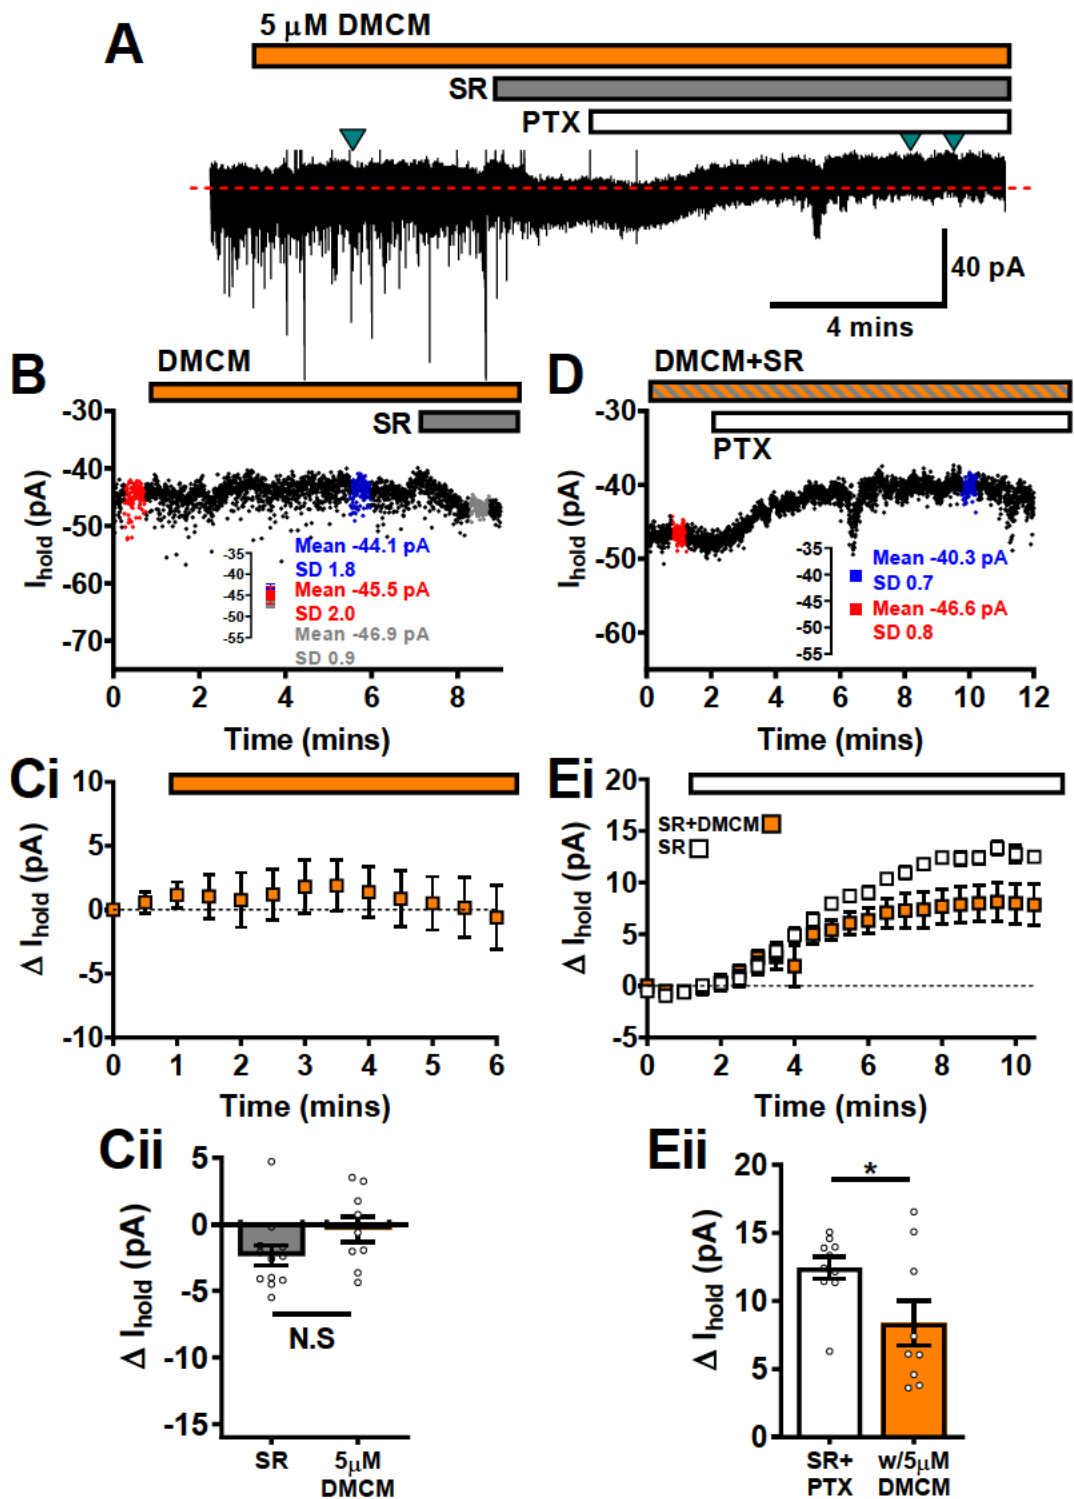 A
5 μM DMCM
SR
PTX
40 pA
4 mins
B
DMCM
SR
-30
-40
-50
-60
-70
I hold (pA)
-35
-40
-45
-50
-55
Mean -44.1 pA
SD 1.8
Mean -45.5 pA
SD 2.0
Mean -46.9 pA
SD 0.9
0 2 4 6 8
Time (mins)
D
DMCM+SR
PTX
-30
-40
-50
-60
I hold (pA)
-35
-40
-45
-50
-55
Mean -40.3 pA
SD 0.7
Mean -46.6 pA
SD 0.8
0 2 4 6 8 10 12
Time (mins)
Ci
10
5
0
-5
-10
Δ I hold (pA)
0 1 2 3 4 5 6
Time (mins)
Ei
20
15
10
5
0
-5
Δ I hold (pA)
SR+DMCM
SR
0 2 4 6 8 10
Time (mins)
Cii
5
0
-5
-10
-15
Δ I hold (pA)
N.S
SR
5μM
DMCM
Eii
20
15
10
5
0
Δ I hold (pA)
*
SR+
PTX
w/5μM
DMCM